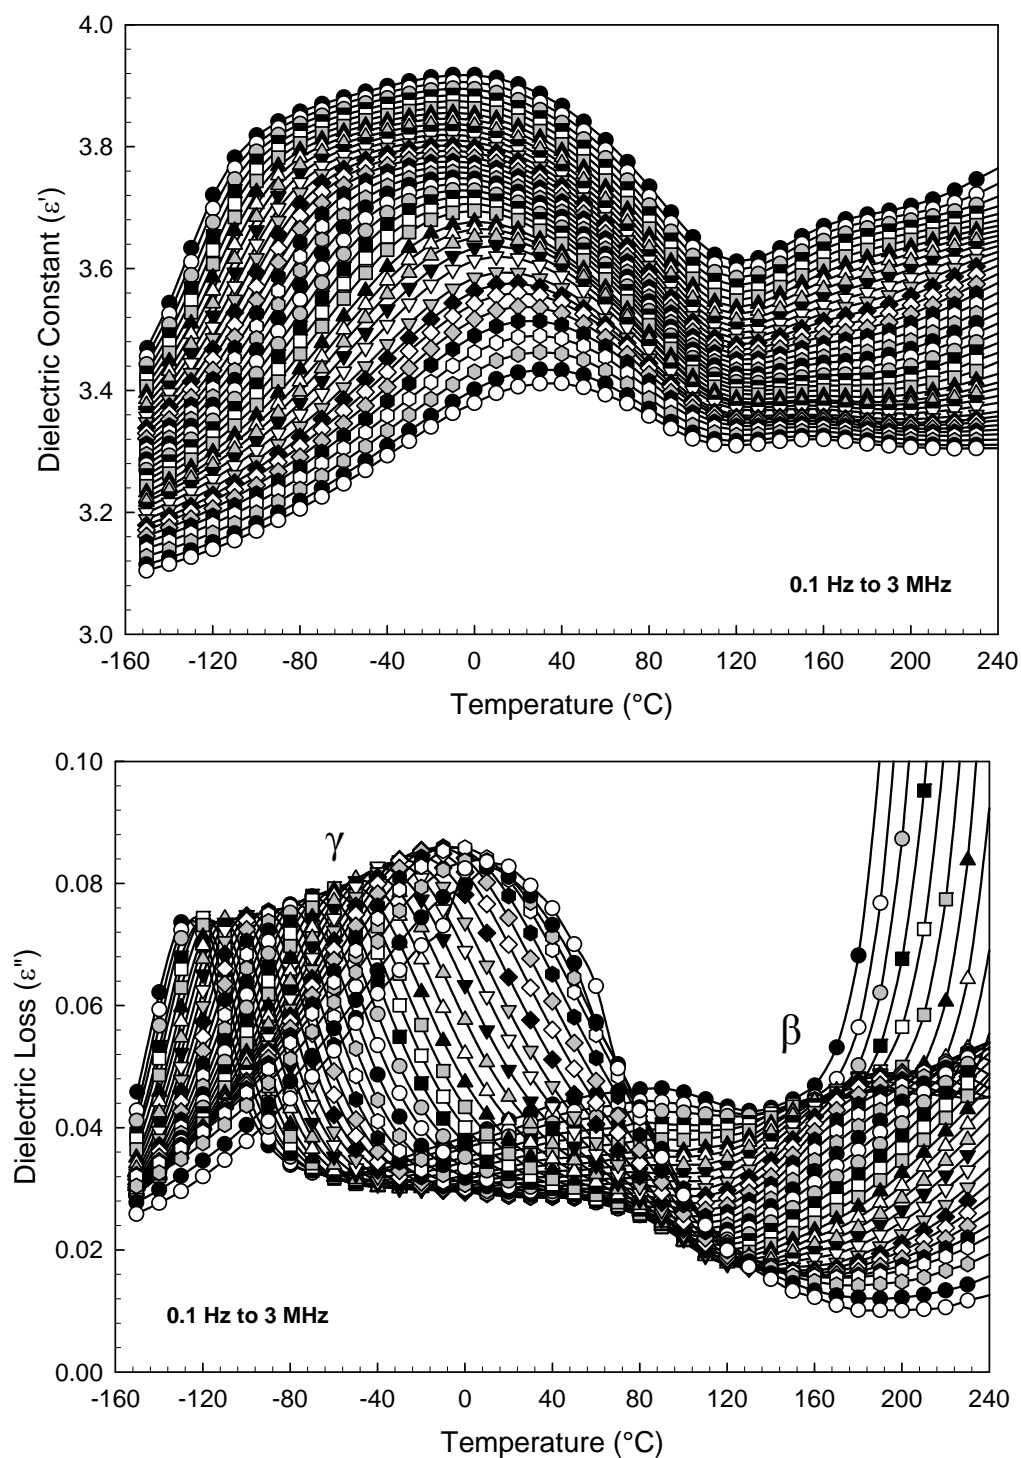 4.0
3.8
3.6
3.4
3.2
3.0
Dielectric Constant (ε')
0.1 Hz to 3 MHz
-160 -120 -80 -40 0 40 80 120 160 200 240
Temperature (°C)
0.10
0.08
0.06
0.04
0.02
0.00
Dielectric Loss (ε")
γ
β
0.1 Hz to 3 MHz
-160 -120 -80 -40 0 40 80 120 160 200 240
Temperature (°C)